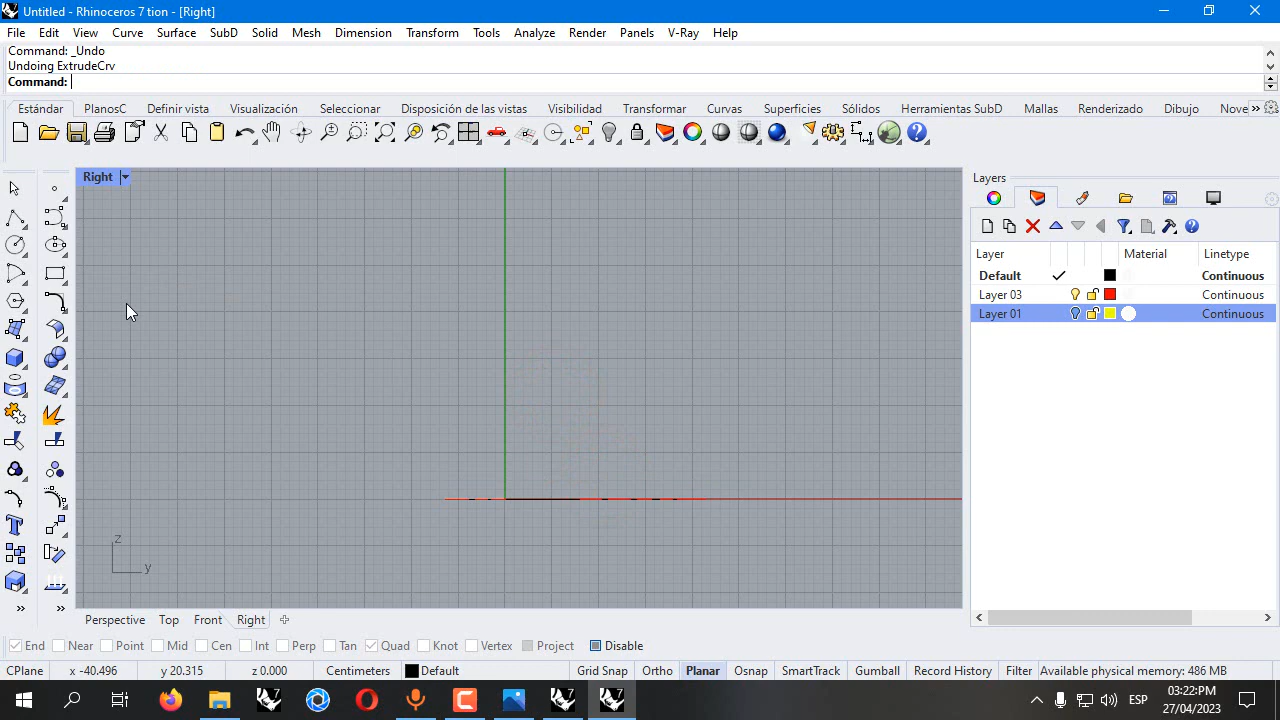 Untitled - Rhinoceros 7 tion - [Right]
File Edit View Curve Surface SubD Solid Mesh Dimension Transform Tools Analyze Render Panels V-Ray Help
Command: _Undo
Undoing ExtrudeCrv
Command:
Estándar PlanosC Definir vista Visualización Seleccionar Disposición de las vistas Visibilidad Transformar Curvas Superficies Sólidos Herramientas SubD Mallas Renderizado Dibujo Nove
Right
Layers
Layer Material Linetype
Default Continuous
Layer 03 Continuous
Layer 01 Continuous
z
y
Perspective Top Front Right
End Near Point Mid Cen Int Perp Tan Quad Knot Vertex Project Disable
CPlane x -40.496 y 20.315 z 0.000 Centimeters Default Grid Snap Ortho Planar Osnap SmartTrack Gumball Record History Filter Available physical memory: 486 MB
ESP 03:22:PM
27/04/2023